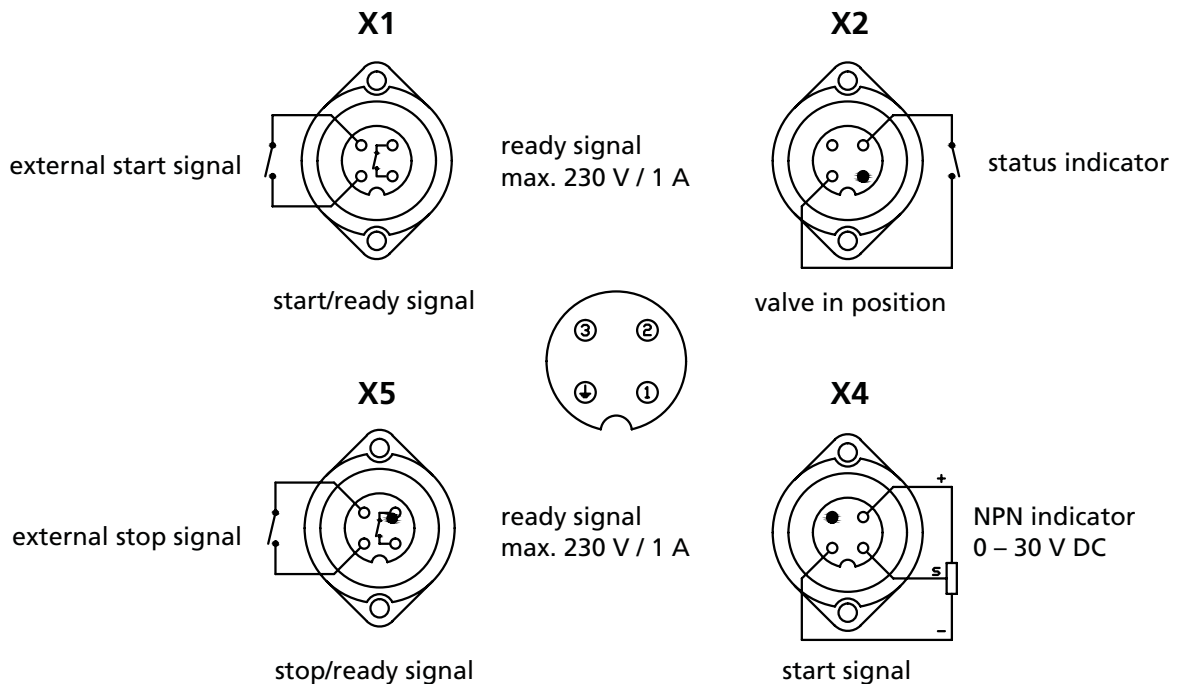 X1
X2
external start signal
ready signal
max. 230 V / 1 A
status indicator
start/ready signal
valve in position
3
2
1
X5
X4
external stop signal
ready signal
max. 230 V / 1 A
+
s
–
NPN indicator
0 – 30 V DC
stop/ready signal
start signal